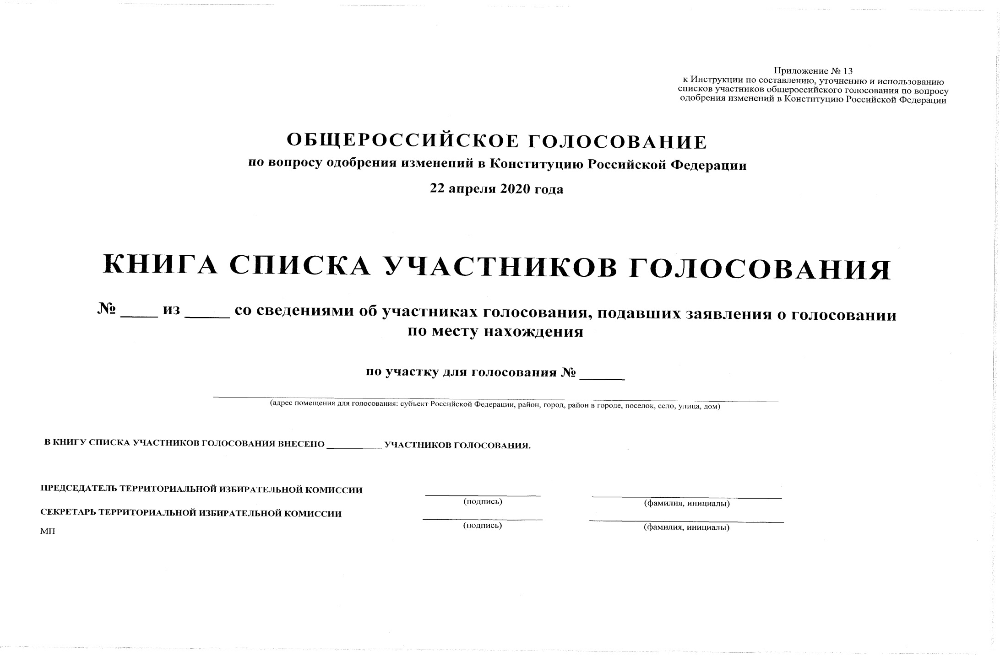 Приложение № 13
к Инструкции по составлению, уточнению и использованию
списков участников общероссийского голосования по вопросу
одобрения изменений в Конституцию Российской Федерации
ОБЩЕРОССИЙСКОЕ ГОЛОСОВАНИЕ
по вопросу одобрения изменений в Конституцию Российской Федерации
22 апреля 2020 года
КНИГА СПИСКА УЧАСТНИКОВ ГОЛОСОВАНИЯ
№ ____ из _____ со сведениями об участниках голосования, подавших заявления о голосовании
по месту нахождения
по участку для голосования № ______
(адрес помещения для голосования: субъект Российской Федерации, район, город, район в городе, поселок, село, улица, дом)
В КНИГУ СПИСКА УЧАСТНИКОВ ГОЛОСОВАНИЯ ВНЕСЕНО ____________ УЧАСТНИКОВ ГОЛОСОВАНИЯ.
ПРЕДСЕДАТЕЛЬ ТЕРРИТОРИАЛЬНОЙ ИЗБИРАТЕЛЬНОЙ КОМИССИИ
(подпись) (фамилия, инициалы)
СЕКРЕТАРЬ ТЕРРИТОРИАЛЬНОЙ ИЗБИРАТЕЛЬНОЙ КОМИССИИ
(подпись) (фамилия, инициалы)
МП